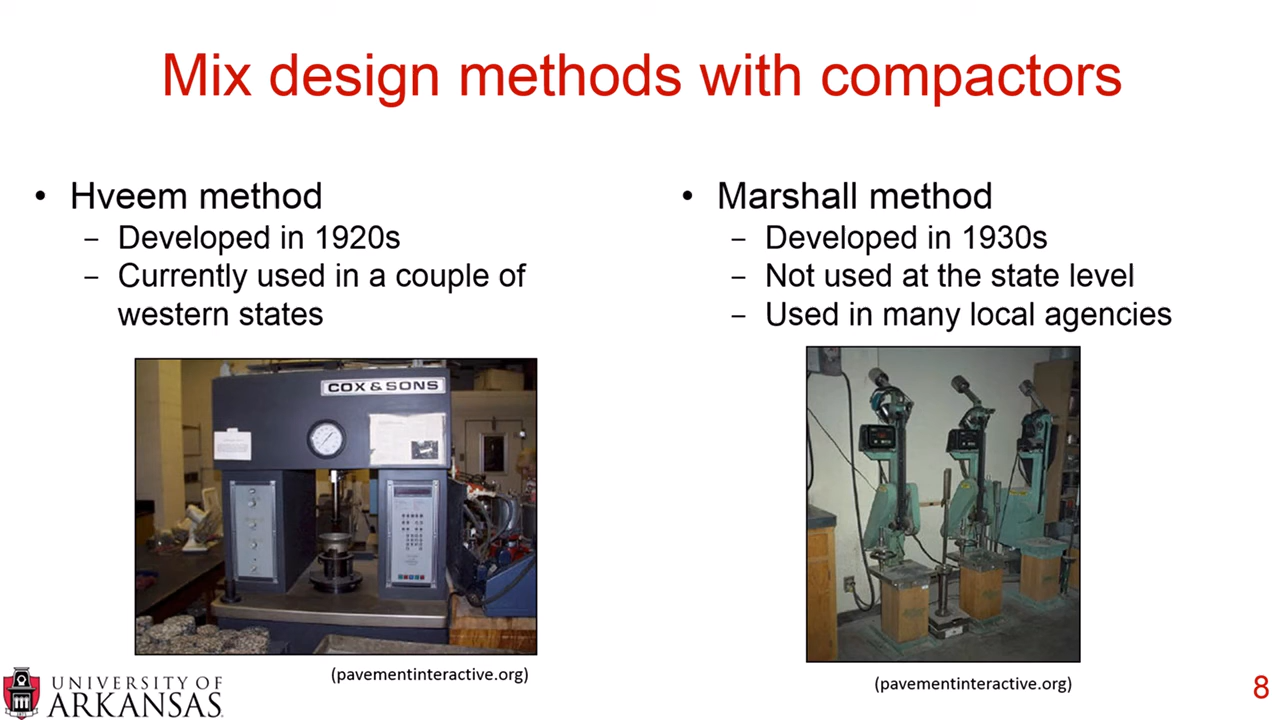 Mix design methods with compactors
• Hveem method
– Developed in 1920s
– Currently used in a couple of
western states
• Marshall method
– Developed in 1930s
– Not used at the state level
– Used in many local agencies
COX & SONS
(pavementinteractive.org)
(pavementinteractive.org)
UNIVERSITY OF
ARKANSAS
8